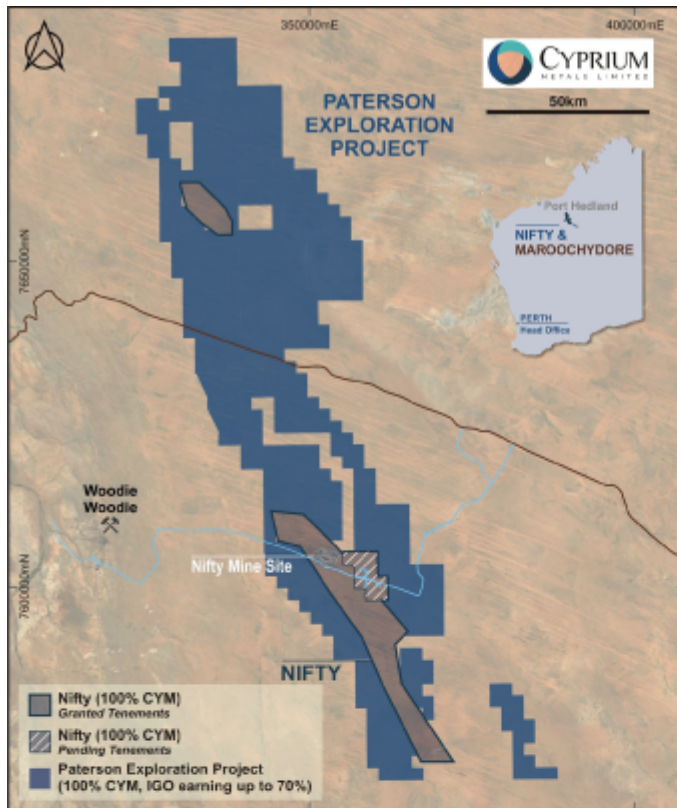 350000mE
400000mE
CYPRIUM
METALS LIMITED
50km
PATERSON
EXPLORATION
PROJECT
Port Hedland
NIFTY &
MAROOCHYDORE
PERTH
Head Office
7650000mN
Woodie
Woodie
Nifty Mine Site
7600000mN
NIFTY
Nifty (100% CYM)
Granted Tenements
Nifty (100% CYM)
Pending Tenements
Paterson Exploration Project
(100% CYM, IGO earning up to 70%)